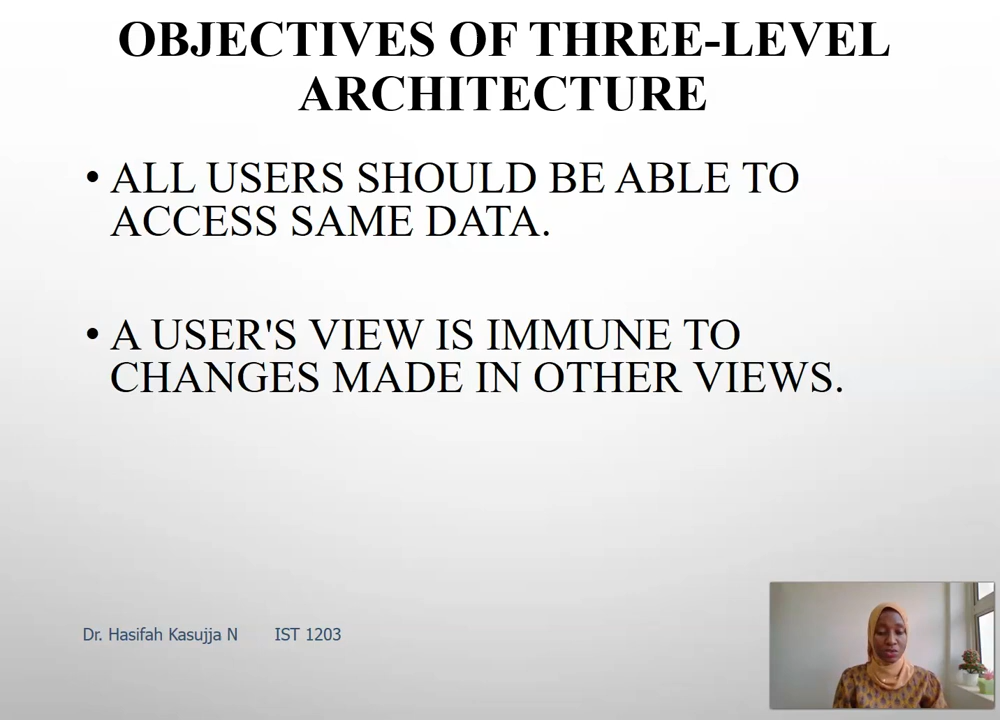 OBJECTIVES OF THREE-LEVEL
ARCHITECTURE
• ALL USERS SHOULD BE ABLE TO
ACCESS SAME DATA.
• A USER'S VIEW IS IMMUNE TO
CHANGES MADE IN OTHER VIEWS.
Dr. Hasifah Kasujja N IST 1203